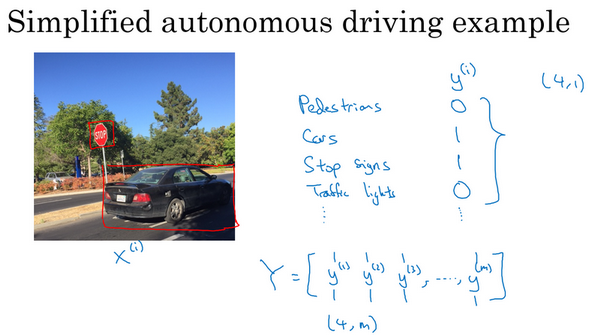 Simplified autonomous driving example
STOP
x^(i)
y^(i) (4,1)
Pedestrians 0
Cars 1
Stop signs 1
Traffic lights 0
⋮ ⋮
Y = [ y^(1) y^(2) y^(3), ...., y^(m) ]
(4, m)